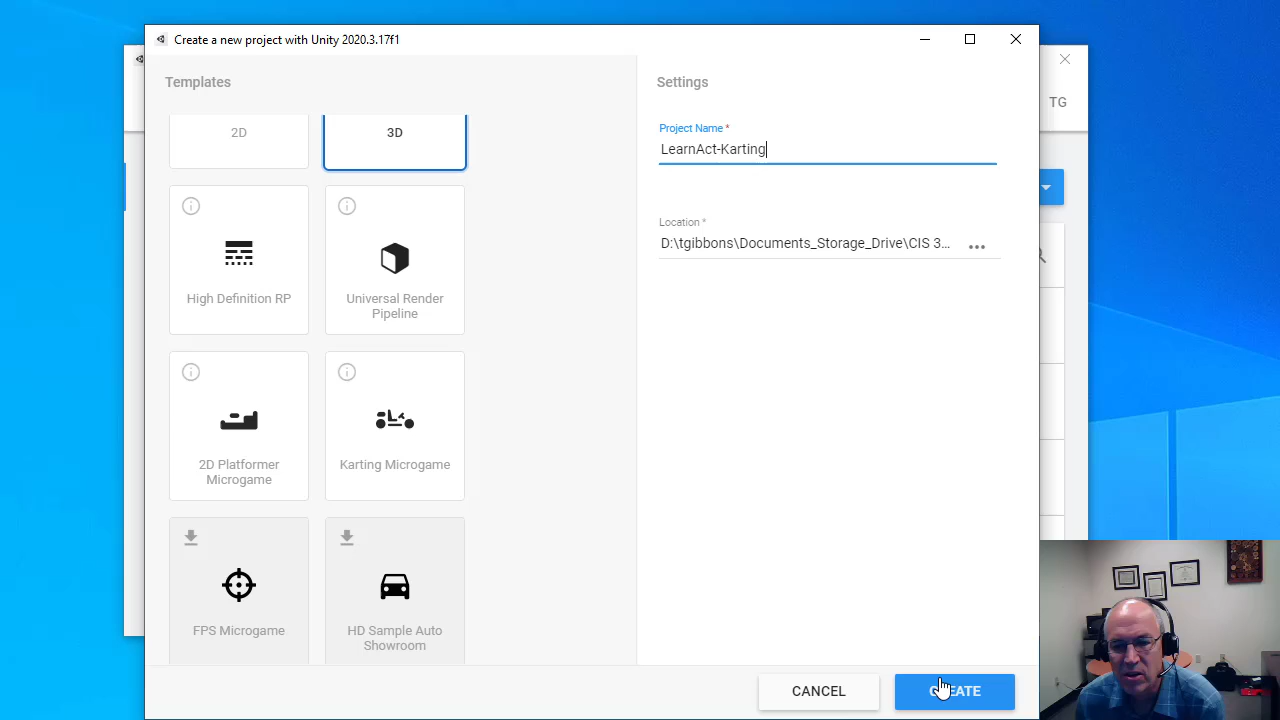 Create a new project with Unity 2020.3.17f1
TG
Templates
Settings
2D
3D
Project Name *
LearnAct-Karting
Location *
D:\tgibbons\Documents_Storage_Drive\CIS 3...
High Definition RP
Universal Render
Pipeline
2D Platformer
Microgame
Karting Microgame
FPS Microgame
HD Sample Auto
Showroom
CANCEL
CREATE